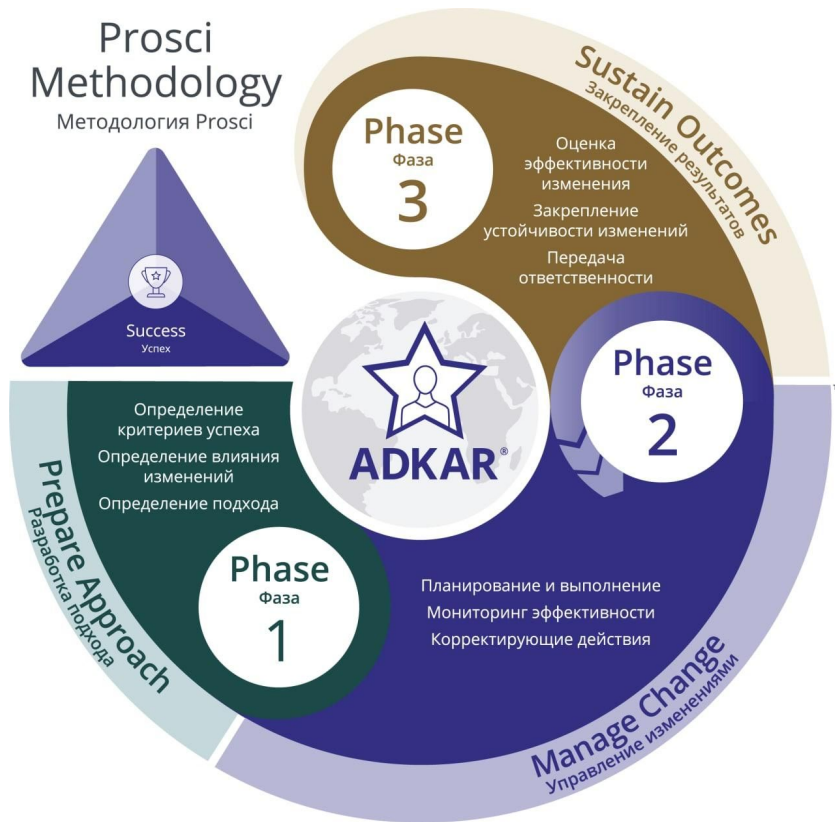 Prosci
Methodology
Методология Prosci
Success
Успех
Определение
критериев успеха
Определение влияния
изменений
Определение подхода
Phase
Фаза
1
Prepare Approach
Разработка подхода
Phase
Фаза
2
Планирование и выполнение
Мониторинг эффективности
Корректирующие действия
Manage Change
Управление изменениями
Phase
Фаза
3
Оценка
эффективности
изменения
Закрепление
устойчивости изменений
Передача
ответственности
Sustain Outcomes
Закрепление результатов
ADKAR®